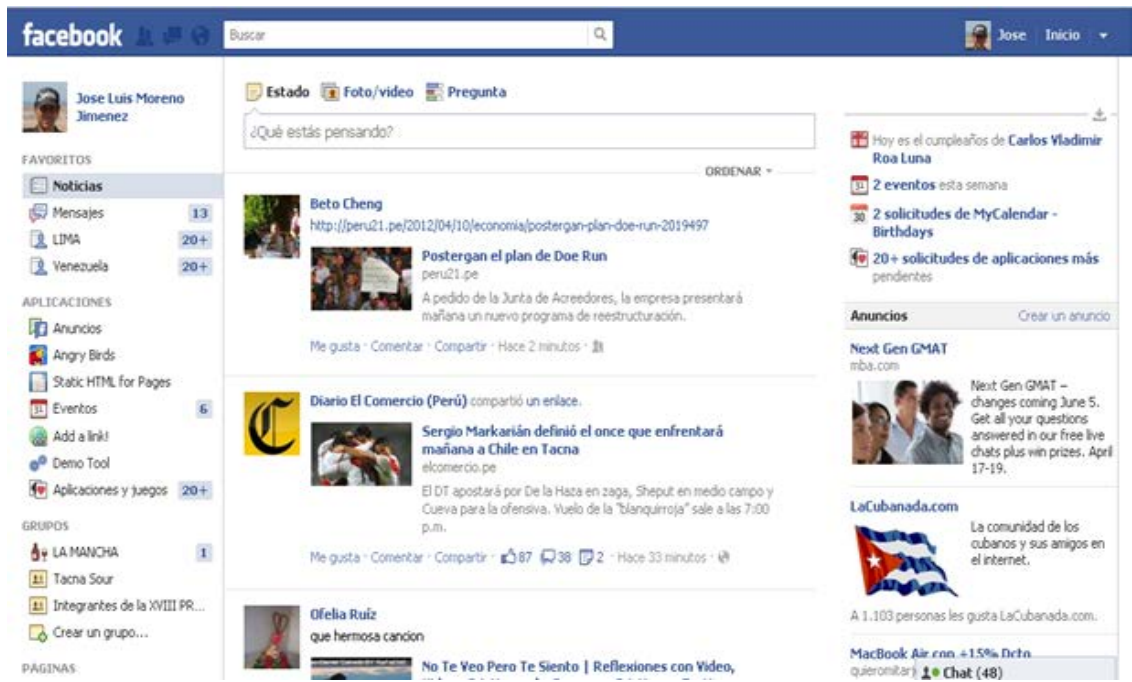 facebook
Buscar
Jose Inicio
Jose Luis Moreno
Jimenez
FAVORITOS
Noticias
Mensajes 13
LIMA 20+
Venezuela 20+
APLICACIONES
Anuncios
Angry Birds
Static HTML for Pages
Eventos 6
Add a link!
Demo Tool
Aplicaciones y juegos 20+
GRUPOS
LA MANCHA 1
Tacna Sour
Integrantes de la XVIII PR...
Crear un grupo...
PÁGINAS
Estado Foto/video Pregunta
¿Qué estás pensando?
ORDENAR
Beto Cheng
http://peru21.pe/2012/04/10/economia/postergan-plan-doe-run-2019497
Postergan el plan de Doe Run
peru21.pe
A pedido de la Junta de Acreedores, la empresa presentará
mañana un nuevo programa de reestructuración.
Me gusta · Comentar · Compartir · Hace 2 minutos ·
Diario El Comercio (Perú) compartió un enlace.
Sergio Markarián definió el once que enfrentará
mañana a Chile en Tacna
elcomercio.pe
El DT apostará por De la Haza en zaga, Sheput en medio campo y
Cueva para la ofensiva. Vuelo de la "blanquirroja" sale a las 7:00
p.m.
Me gusta · Comentar · Compartir · 87 38 2 · Hace 33 minutos ·
Ofelia Ruíz
que hermosa cancion
No Te Veo Pero Te Siento | Reflexiones con Video,
Hoy es el cumpleaños de Carlos Vladimir
Roa Luna
31 2 eventos esta semana
30 2 solicitudes de MyCalendar -
Birthdays
20+ solicitudes de aplicaciones más
pendientes
Anuncios Crear un anuncio
Next Gen GMAT
mba.com
Next Gen GMAT –
changes coming June 5.
Get all your questions
answered in our free live
chats plus win prizes. April
17-19.
LaCubanada.com
La comunidad de los
cubanos y sus amigos en
el internet.
A 1.103 personas les gusta LaCubanada.com.
MacBook Air con +15% Dcto
Chat (48)